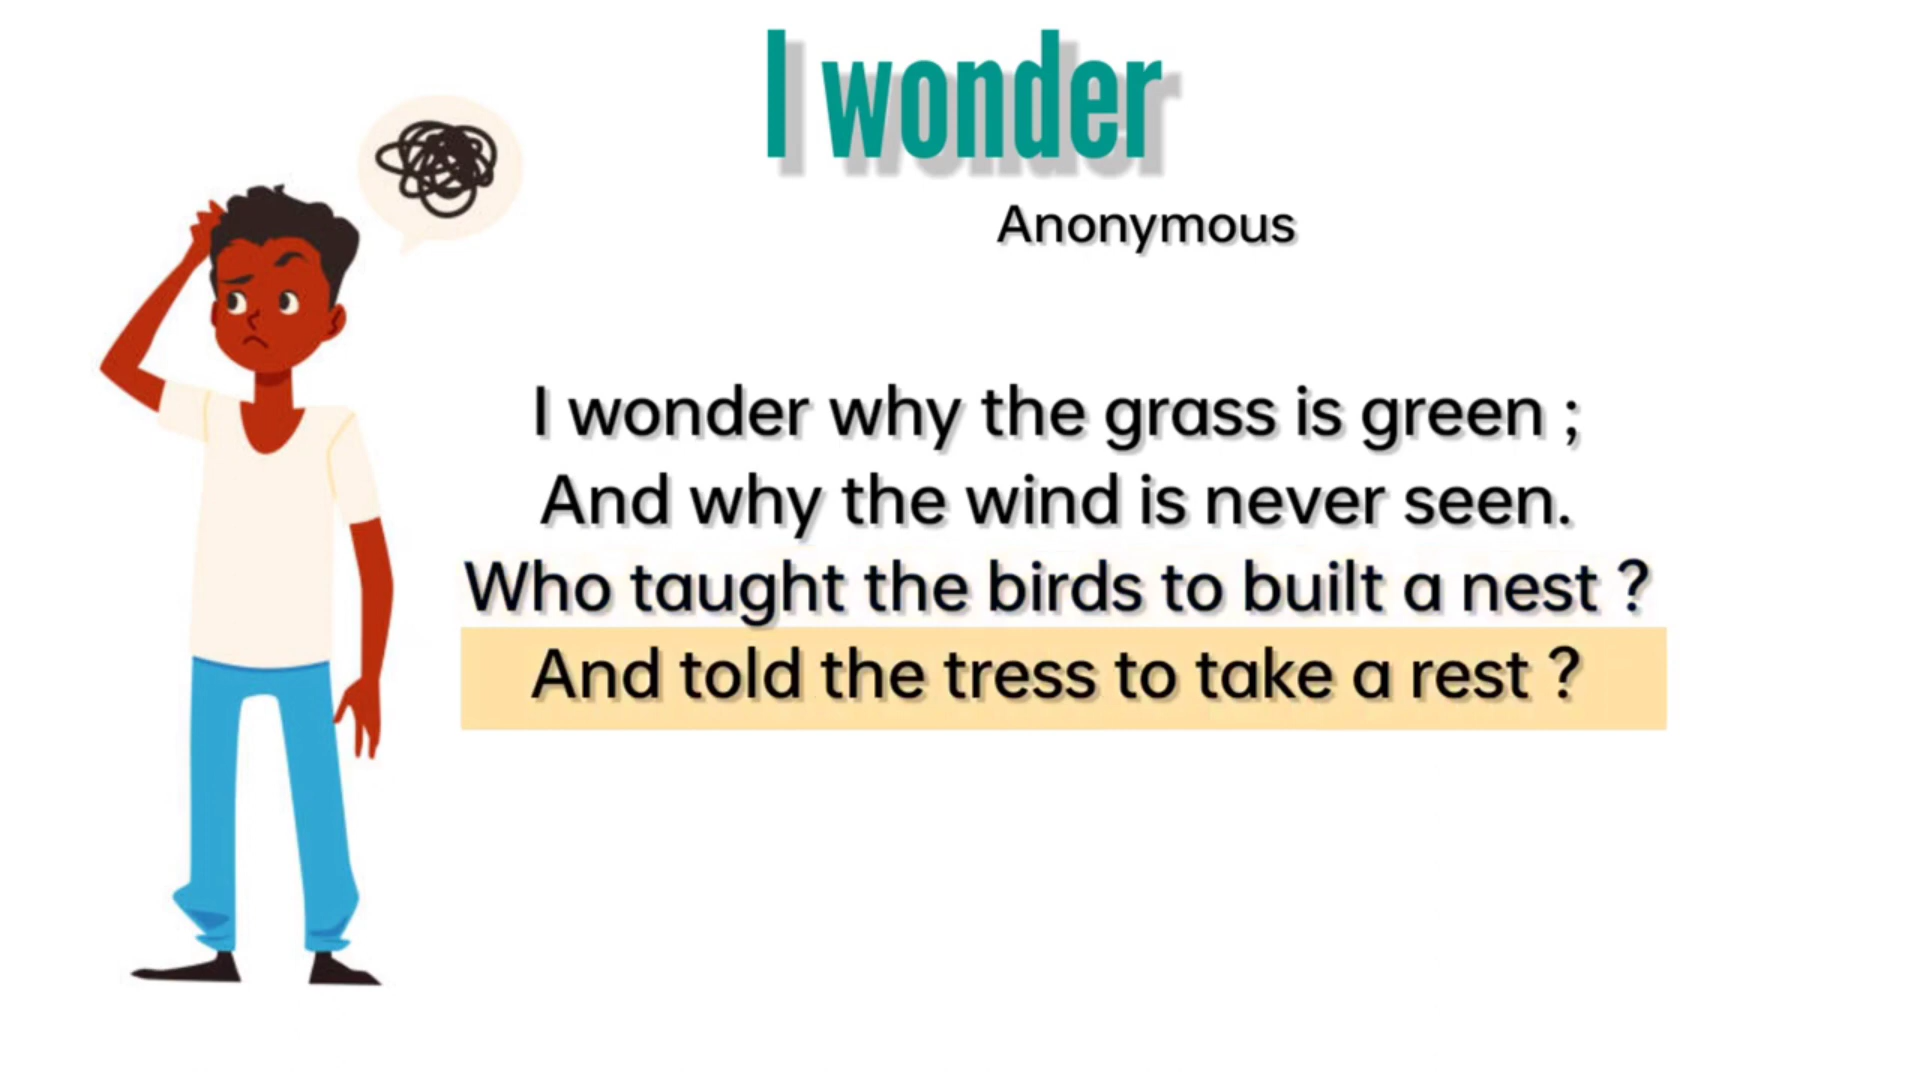 I wonder
Anonymous
I wonder why the grass is green ;
And why the wind is never seen.
Who taught the birds to built a nest ?
And told the tress to take a rest ?